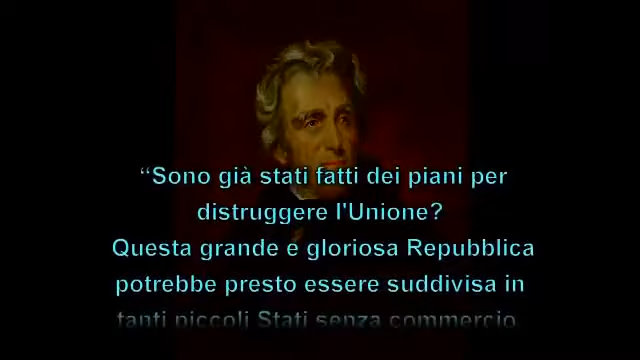 “Sono già stati fatti dei piani per
distruggere l'Unione?
Questa grande e gloriosa Repubblica
potrebbe presto essere suddivisa in
tanti piccoli Stati senza commercio